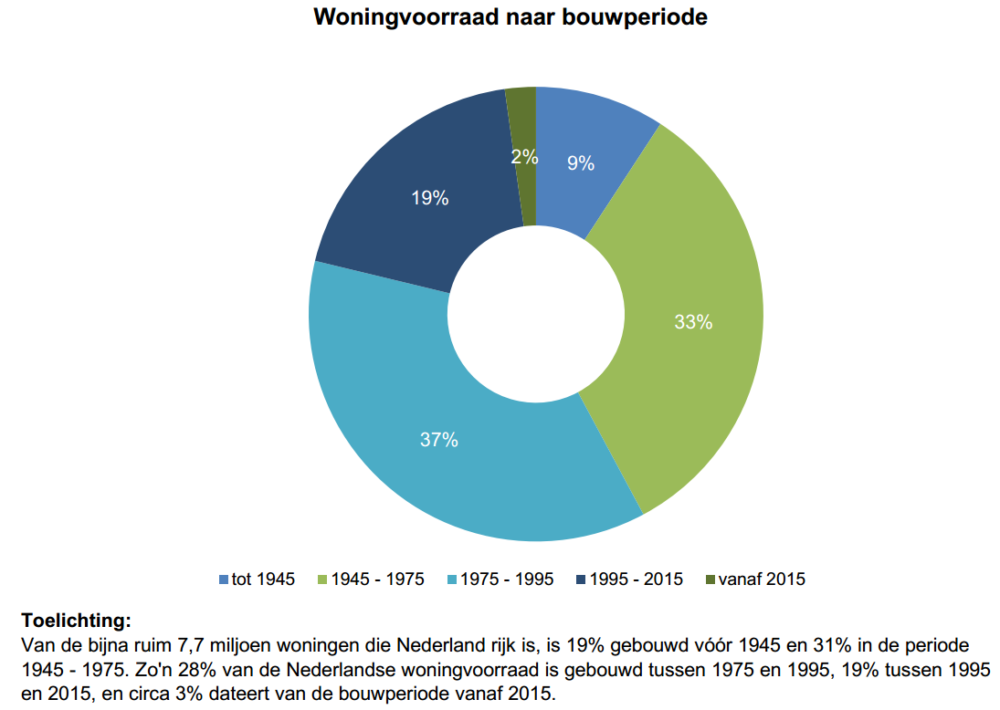 Woningvoorraad naar bouwperiode
2%
9%
19%
33%
37%
tot 1945 1945 - 1975 1975 - 1995 1995 - 2015 vanaf 2015
Toelichting:
Van de bijna ruim 7,7 miljoen woningen die Nederland rijk is, is 19% gebouwd vóór 1945 en 31% in de periode
1945 - 1975. Zo'n 28% van de Nederlandse woningvoorraad is gebouwd tussen 1975 en 1995, 19% tussen 1995
en 2015, en circa 3% dateert van de bouwperiode vanaf 2015.